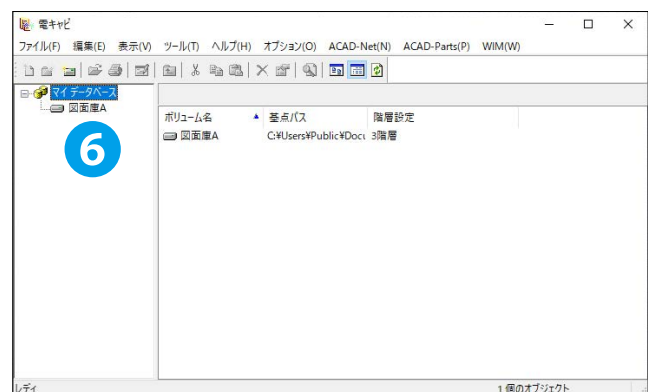 電キャビ
ファイル(F) 編集(E) 表示(V) ツール(T) ヘルプ(H) オプション(O) ACAD-Net(N) ACAD-Parts(P) WIM(W)
マイ データベース
図面庫A
6
ボリューム名 基点パス 階層設定
図面庫A C:¥Users¥Public¥Docu 3階層
レディ 1 個のオブジェクト